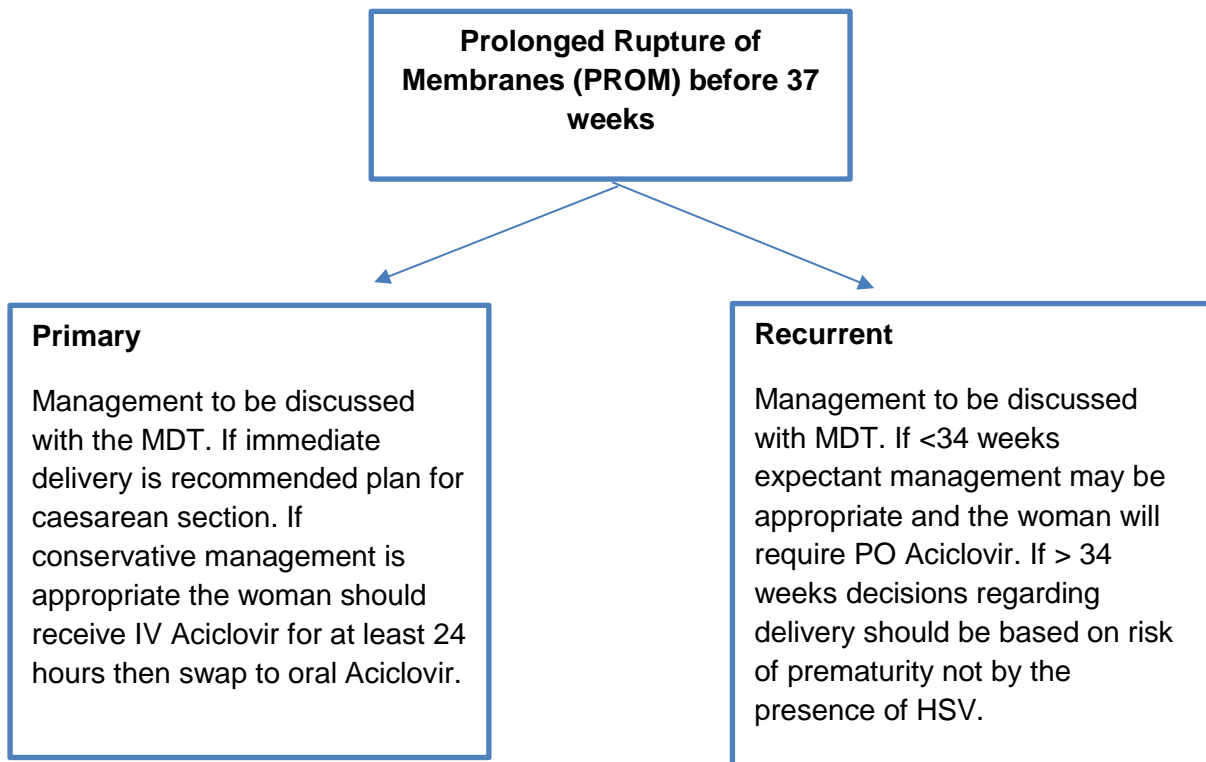 Prolonged Rupture of
Membranes (PROM) before 37
weeks
Primary
Management to be discussed
with the MDT. If immediate
delivery is recommended plan for
caesarean section. If
conservative management is
appropriate the woman should
receive IV Aciclovir for at least 24
hours then swap to oral Aciclovir.
Recurrent
Management to be discussed
with MDT. If <34 weeks
expectant management may be
appropriate and the woman will
require PO Aciclovir. If > 34
weeks decisions regarding
delivery should be based on risk
of prematurity not by the
presence of HSV.